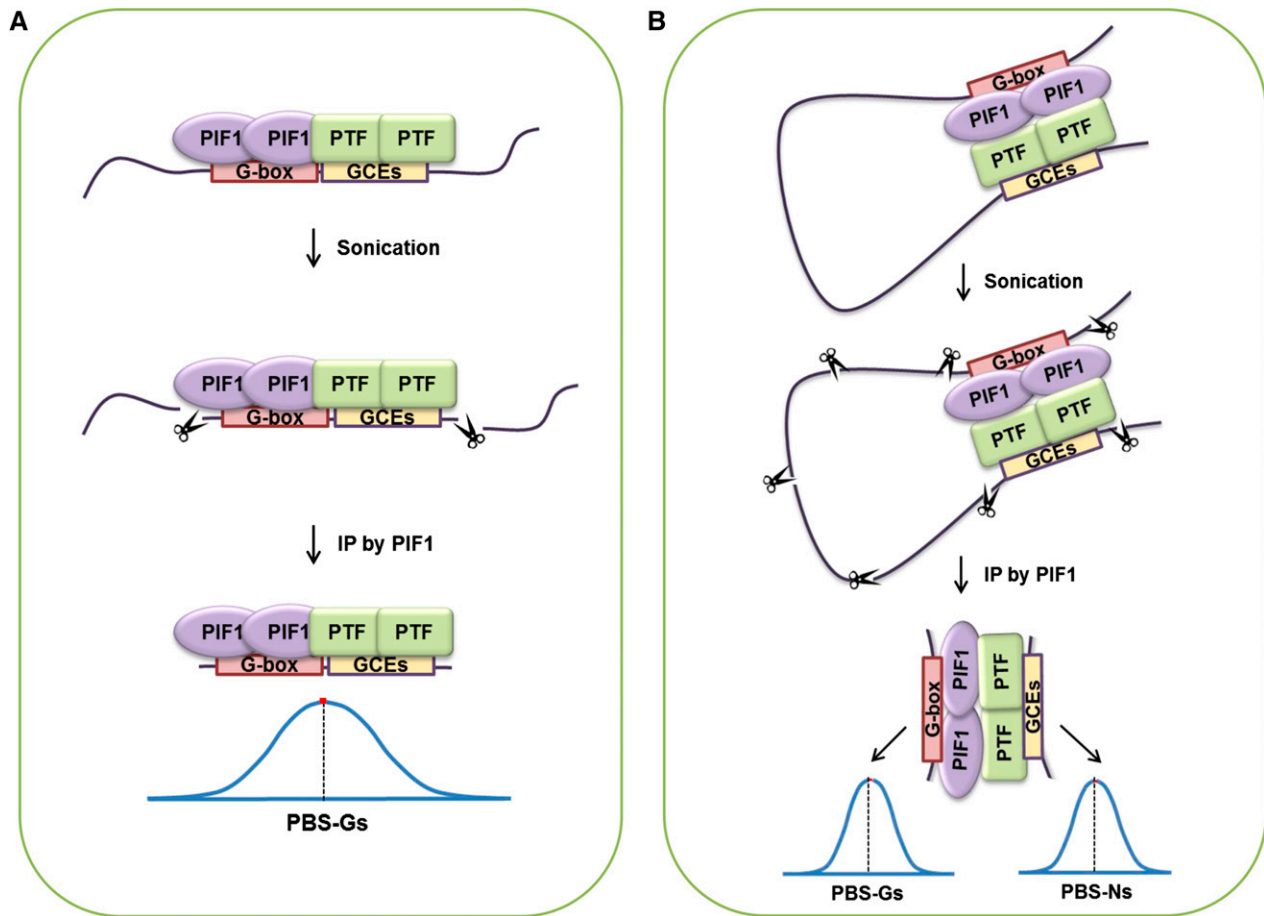 A
PIF1 PIF1 PTF PTF
G-box GCEs
Sonication
PIF1 PIF1 PTF PTF
G-box GCEs
IP by PIF1
PIF1 PIF1 PTF PTF
G-box GCEs
PBS-Gs
B
G-box
PIF1 PIF1
PTF PTF
GCEs
Sonication
G-box
PIF1 PIF1
PTF PTF
GCEs
IP by PIF1
G-box
PIF1 PIF1
PTF PTF
GCEs
PBS-Gs
PBS-Ns